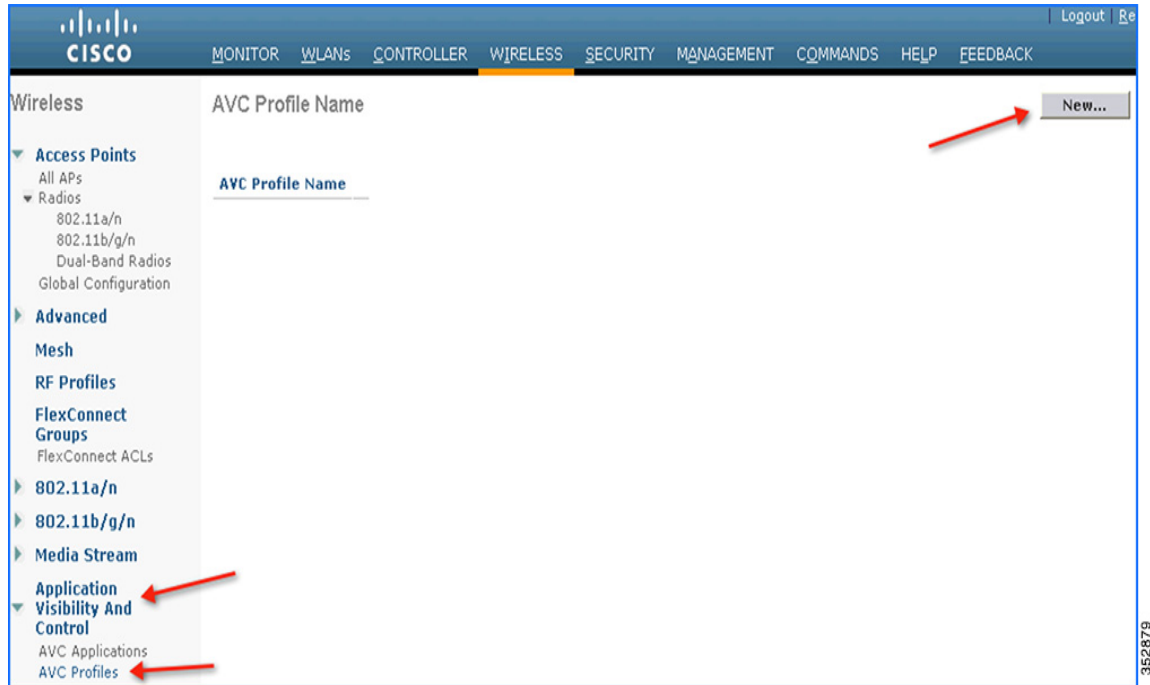 Logout | Re
CISCO
MONITOR WLANs CONTROLLER WIRELESS SECURITY MANAGEMENT COMMANDS HELP FEEDBACK
Wireless
Access Points
All APs
Radios
802.11a/n
802.11b/g/n
Dual-Band Radios
Global Configuration
Advanced
Mesh
RF Profiles
FlexConnect
Groups
FlexConnect ACLs
802.11a/n
802.11b/g/n
Media Stream
Application
Visibility And
Control
AVC Applications
AVC Profiles
AVC Profile Name
New...
AVC Profile Name
352879